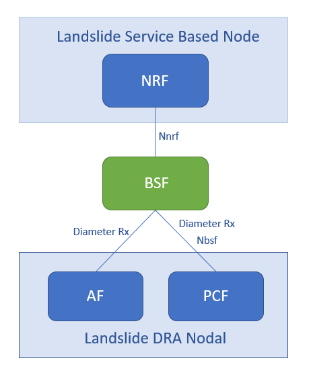 Landslide Service Based Node
NRF
Nnrf
BSF
Diameter Rx
Diameter Rx
Nbsf
AF
PCF
Landslide DRA Nodal